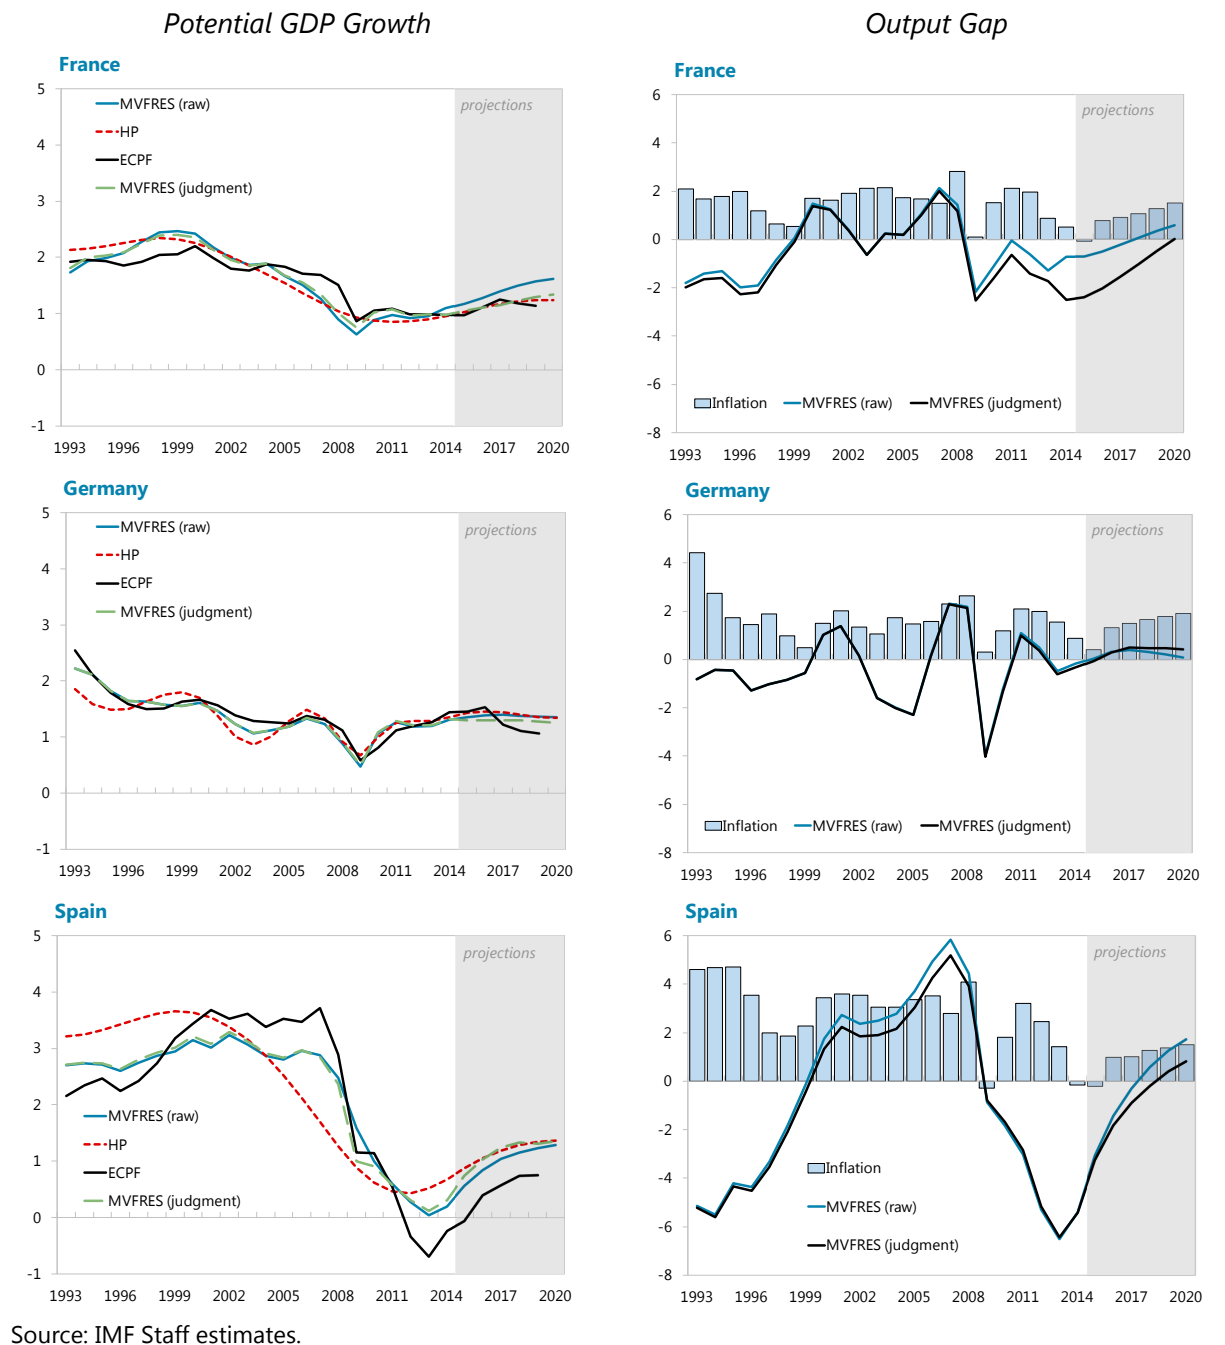 Potential GDP Growth
Output Gap
France
5
4
3
2
1
0
-1
MVFRES (raw)
HP
ECPF
MVFRES (judgment)
projections
1993 1996 1999 2002 2005 2008 2011 2014 2017 2020
France
6
4
2
0
-2
-4
-6
-8
projections
Inflation MVFRES (raw) MVFRES (judgment)
1993 1996 1999 2002 2005 2008 2011 2014 2017 2020
Germany
5
4
3
2
1
0
-1
MVFRES (raw)
HP
ECPF
MVFRES (judgment)
projections
1993 1996 1999 2002 2005 2008 2011 2014 2017 2020
Germany
6
4
2
0
-2
-4
-6
-8
projections
Inflation MVFRES (raw) MVFRES (judgment)
1993 1996 1999 2002 2005 2008 2011 2014 2017 2020
Spain
5
4
3
2
1
0
-1
projections
MVFRES (raw)
HP
ECPF
MVFRES (judgment)
1993 1996 1999 2002 2005 2008 2011 2014 2017 2020
Spain
6
4
2
0
-2
-4
-6
-8
projections
Inflation
MVFRES (raw)
MVFRES (judgment)
1993 1996 1999 2002 2005 2008 2011 2014 2017 2020
Source: IMF Staff estimates.